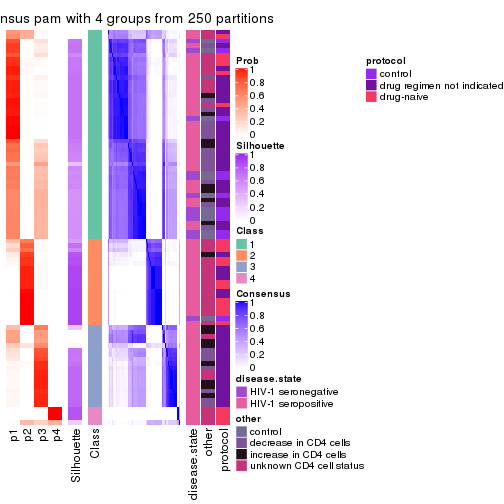 nsus pam with 4 groups from 250 partitions
Prob
1
0.8
0.6
0.4
0.2
0
Silhouette
1
0.8
0.6
0.4
0.2
0
Class
1
2
3
4
Consensus
1
0.8
0.6
0.4
0.2
0
disease.state
HIV-1 seronegative
HIV-1 seropositive
other
control
decrease in CD4 cells
increase in CD4 cells
unknown CD4 cell status
protocol
control
drug regimen not indicated
drug-naive
p1
p2
p3
p4
Silhouette
Class
disease.state
other
protocol